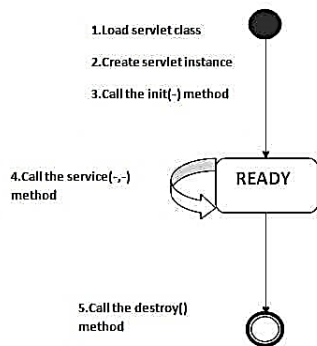 1.Load servlet class
2.Create servlet instance
3.Call the init(-) method
4.Call the service(-,-)
method
READY
5.Call the destroy()
method